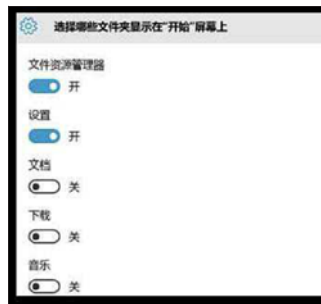 选择哪些文件夹显示在"开始"屏幕上
文件资源管理器
开
设置
开
文档
关
下载
关
音乐
关